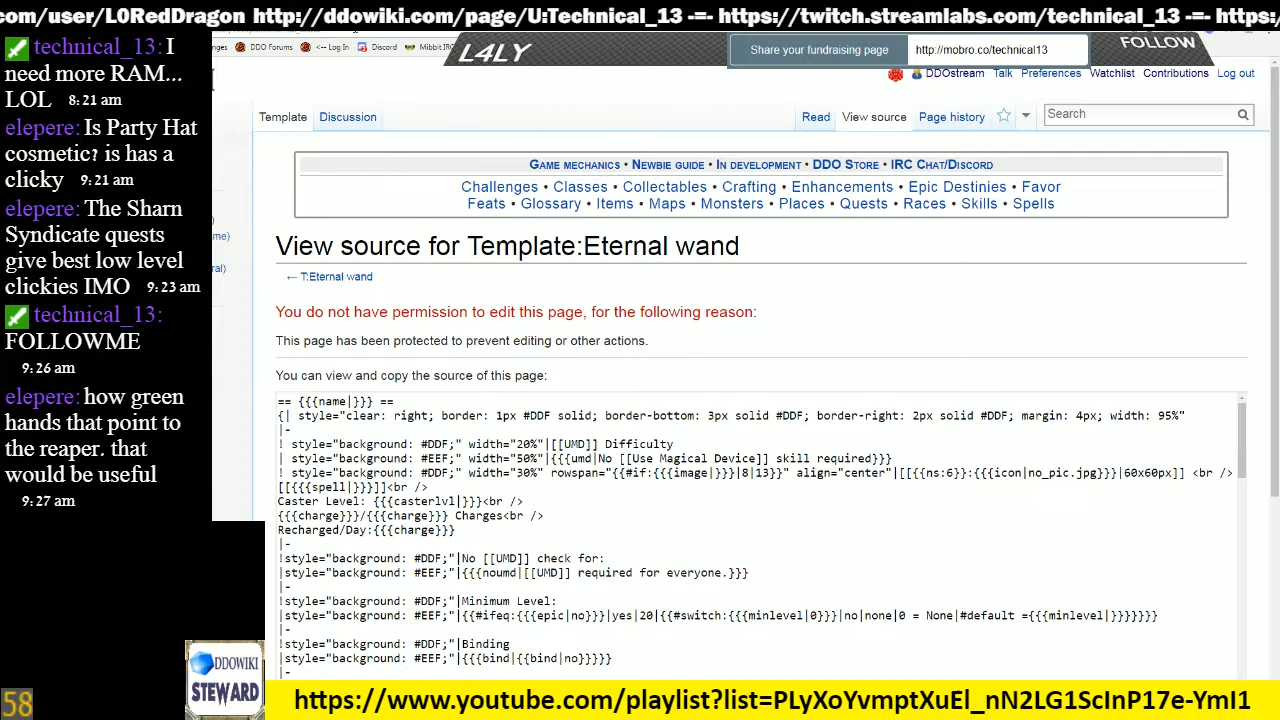 com/user/L0RedDragon http://ddowiki.com/page/U:Technical_13 -=- https://twitch.streamlabs.com/technical_13 -=- https:/
technical_13: I
need more RAM...
LOL 8:21 am
elepere: Is Party Hat
cosmetic? is has a
clicky 9:21 am
elepere: The Sharn
Syndicate quests
give best low level
clickies IMO 9:23 am
technical_13:
FOLLOWME
9:26 am
elepere: how green
hands that point to
the reaper. that
would be useful
9:27 am
DDO Forums <-- Log In Discord Mibbit IRC
L4LY
Share your fundraising page http://mobro.co/technical13
FOLLOW
DDOstream Talk Preferences Watchlist Contributions Log out
Template Discussion Read View source Page history Search
Game mechanics • Newbie guide • In development • DDO Store • IRC Chat/Discord
Challenges • Classes • Collectables • Crafting • Enhancements • Epic Destinies • Favor
Feats • Glossary • Items • Maps • Monsters • Places • Quests • Races • Skills • Spells
View source for Template:Eternal wand
← T:Eternal wand
You do not have permission to edit this page, for the following reason:
This page has been protected to prevent editing or other actions.
You can view and copy the source of this page:
== {{{name|}}} ==
{| style="clear: right; border: 1px #DDF solid; border-bottom: 3px solid #DDF; border-right: 2px solid #DDF; margin: 4px; width: 95%"
|-
! style="background: #DDF;" width="20%"|[[UMD]] Difficulty
| style="background: #EEF;" width="50%"|{{{umd|No [[Use Magical Device]] skill required}}}
! style="background: #DDF;" width="30%" rowspan="{{#if:{{{image|}}}|8|13}}" align="center"|[[{{ns:6}}:{{{icon|no_pic.jpg}}}|60x60px]] <br />
[[{{{spell|}}}]]<br />
Caster Level: {{{casterlvl|}}}<br />
{{{charge}}}/{{{charge}}} Charges<br />
Recharged/Day:{{{charge}}}
|-
!style="background: #DDF;"|No [[UMD]] check for:
|style="background: #EEF;"|{{{noumd|[[UMD]] required for everyone.}}}
|-
!style="background: #DDF;"|Minimum Level:
|style="background: #EEF;"|{{#ifeq:{{{epic|no}}}|yes|20|{{#switch:{{{minlevel|0}}}|no|none|0 = None|#default ={{{minlevel|}}}}}}}
|-
!style="background: #DDF;"|Binding
|style="background: #EEF;"|{{{bind|{{bind|no}}}}}
|-
DDOWIKI
STEWARD
58
https://www.youtube.com/playlist?list=PLyXoYvmptXuEl_nN2LG1ScInP17e-YmI1